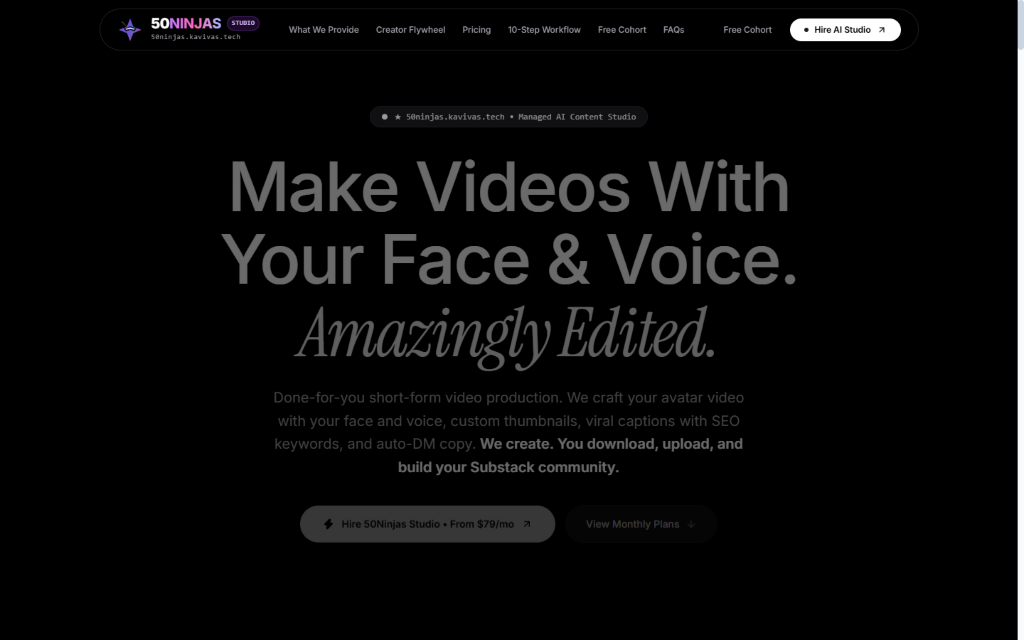 50NINJAS STUDIO
50ninjas.kavivas.tech
What We Provide
Creator Flywheel
Pricing
10-Step Workflow
Free Cohort
FAQs
Free Cohort
Hire AI Studio ↗
★ 50ninjas.kavivas.tech • Managed AI Content Studio
Make Videos With
Your Face & Voice.
Amazingly Edited.
Done-for-you short-form video production. We craft your avatar video
with your face and voice, custom thumbnails, viral captions with SEO
keywords, and auto-DM copy. We create. You download, upload, and
build your Substack community.
Hire 50Ninjas Studio • From $79/mo ↗
View Monthly Plans ↓